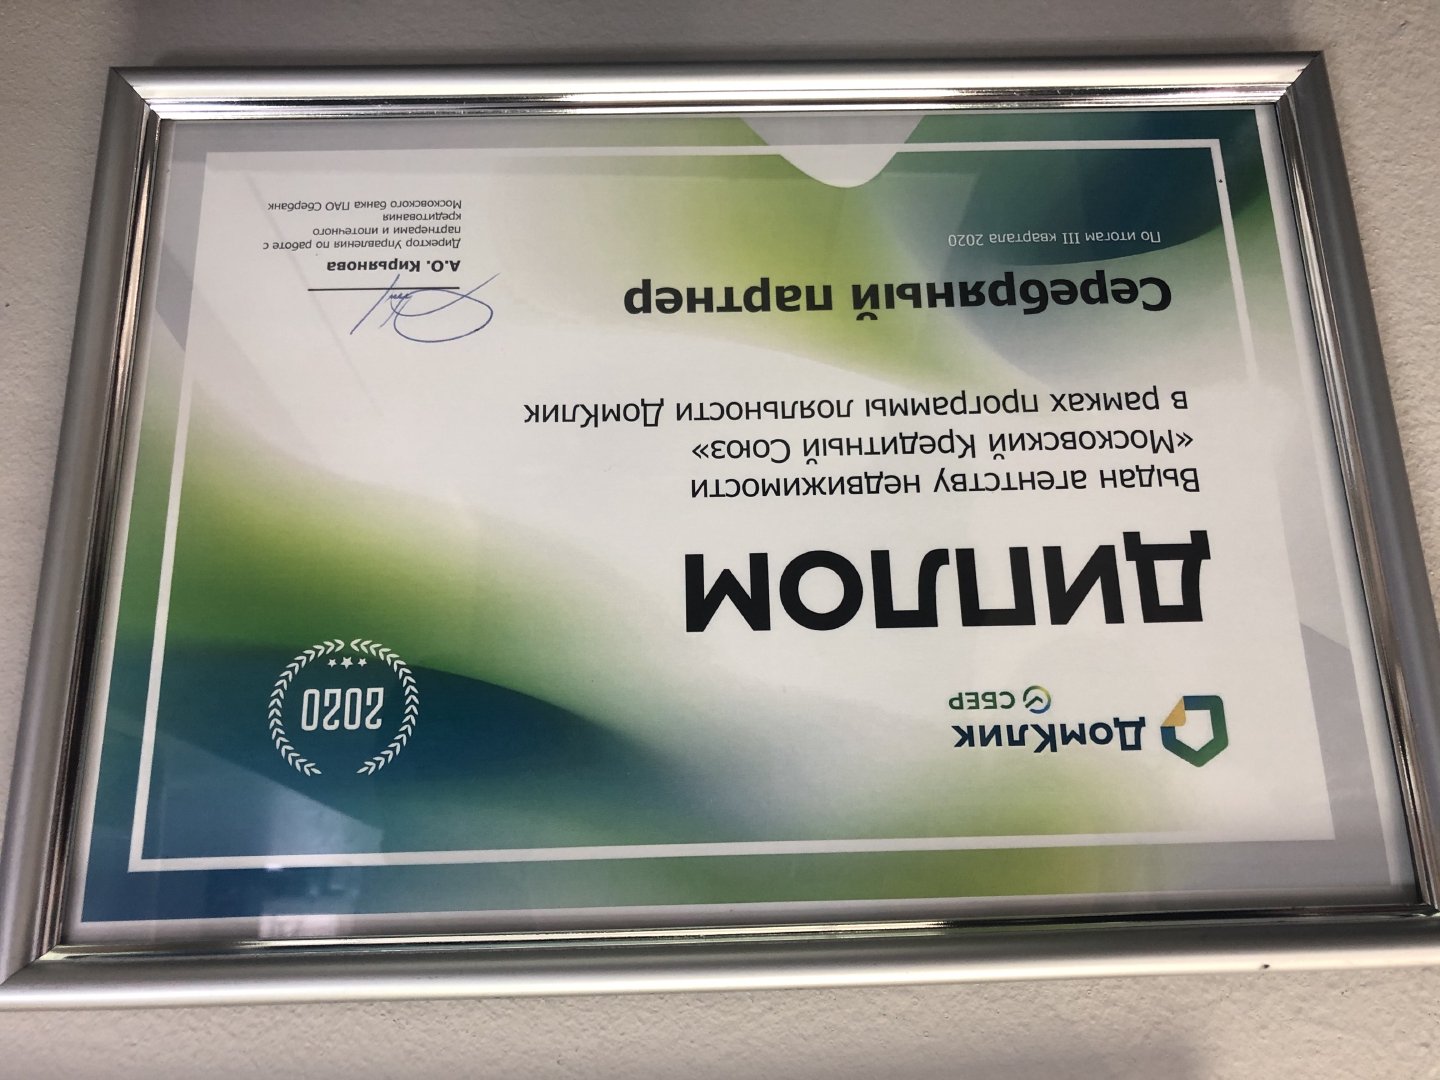 ДомКлик
СБЕР
2020
ДИПЛОМ
Выдан агентству недвижимости
«Московский Кредитный Союз»
в рамках программы лояльности ДомКлик
Серебряный партнер
По итогам III квартала 2020
А.О. Кирьянова
Директор Управления по работе с
партнерами и ипотечного
кредитования
Московского банка ПАО Сбербанк